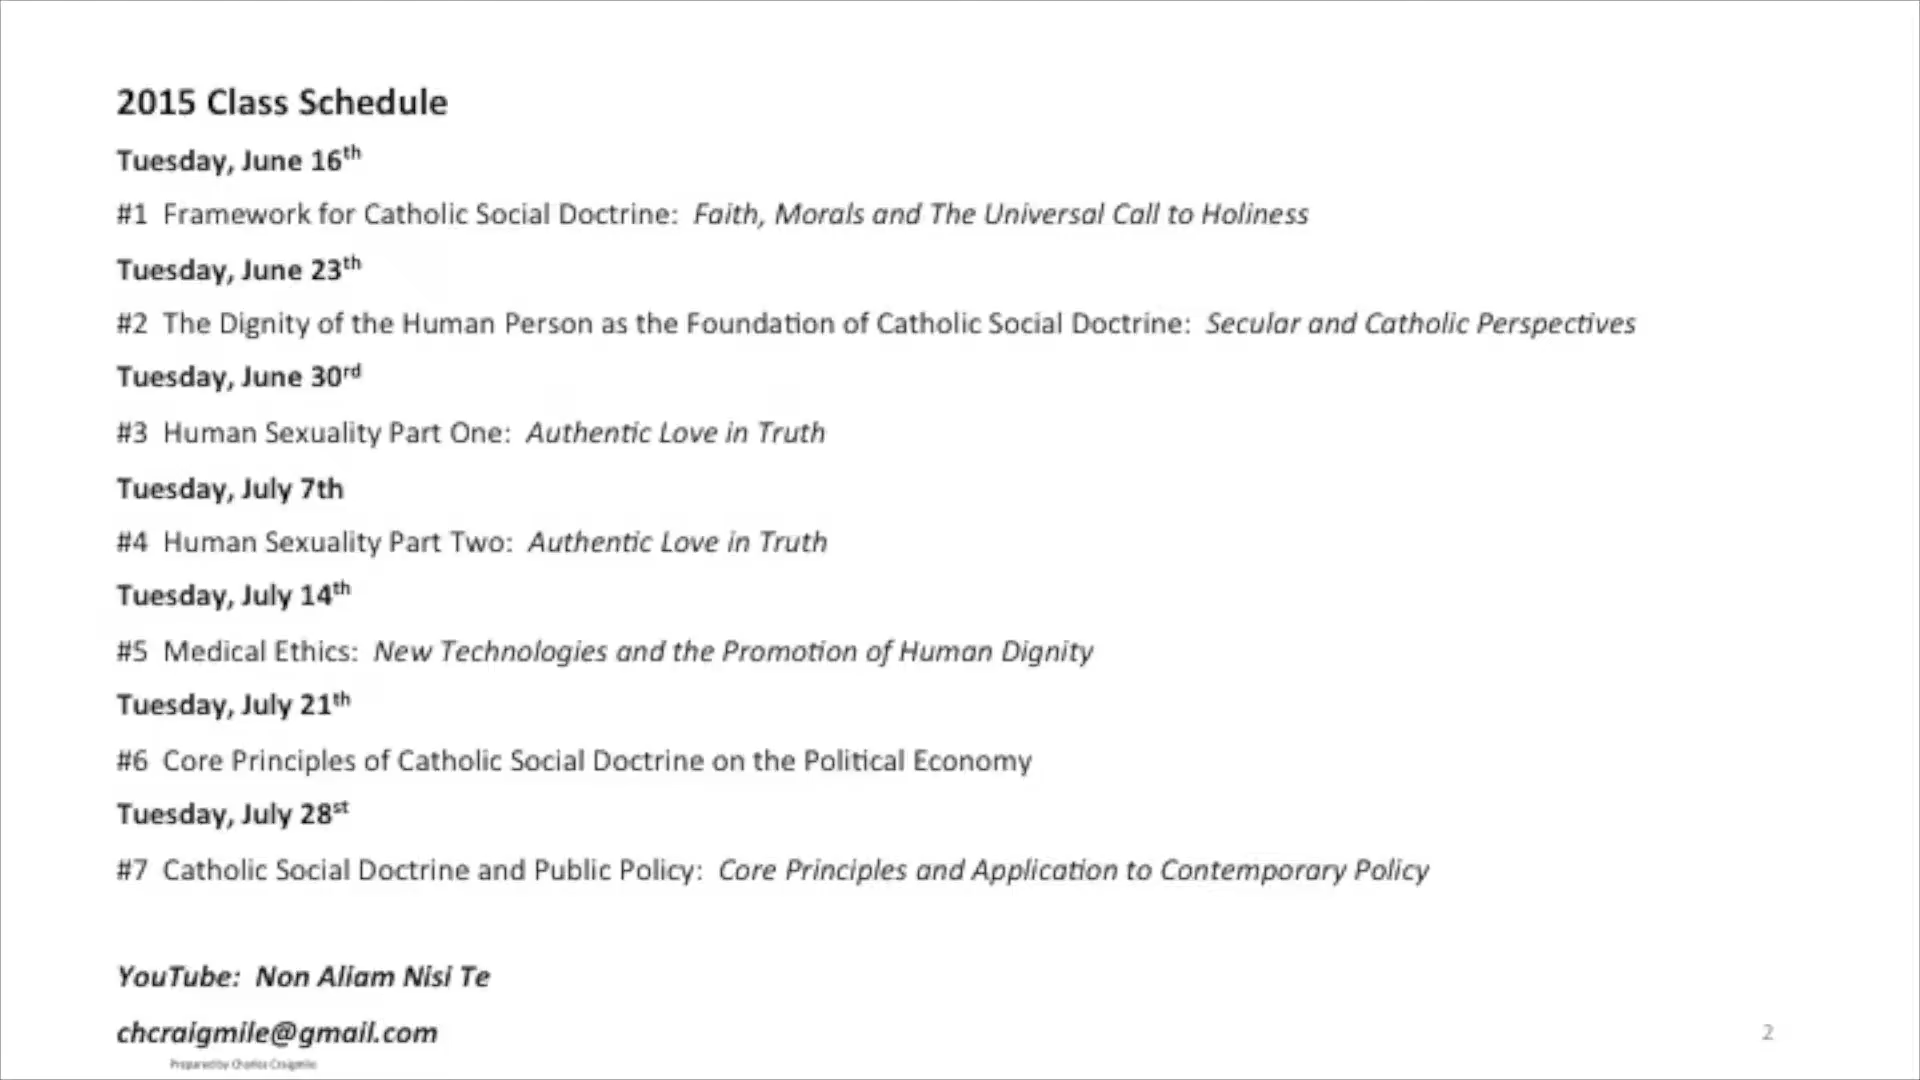 2015 Class Schedule
Tuesday, June 16th
#1 Framework for Catholic Social Doctrine: Faith, Morals and The Universal Call to Holiness
Tuesday, June 23th
#2 The Dignity of the Human Person as the Foundation of Catholic Social Doctrine: Secular and Catholic Perspectives
Tuesday, June 30rd
#3 Human Sexuality Part One: Authentic Love in Truth
Tuesday, July 7th
#4 Human Sexuality Part Two: Authentic Love in Truth
Tuesday, July 14th
#5 Medical Ethics: New Technologies and the Promotion of Human Dignity
Tuesday, July 21th
#6 Core Principles of Catholic Social Doctrine on the Political Economy
Tuesday, July 28st
#7 Catholic Social Doctrine and Public Policy: Core Principles and Application to Contemporary Policy
YouTube: Non Aliam Nisi Te
chcraigmile@gmail.com
2
Prepared by Charles Craigmile